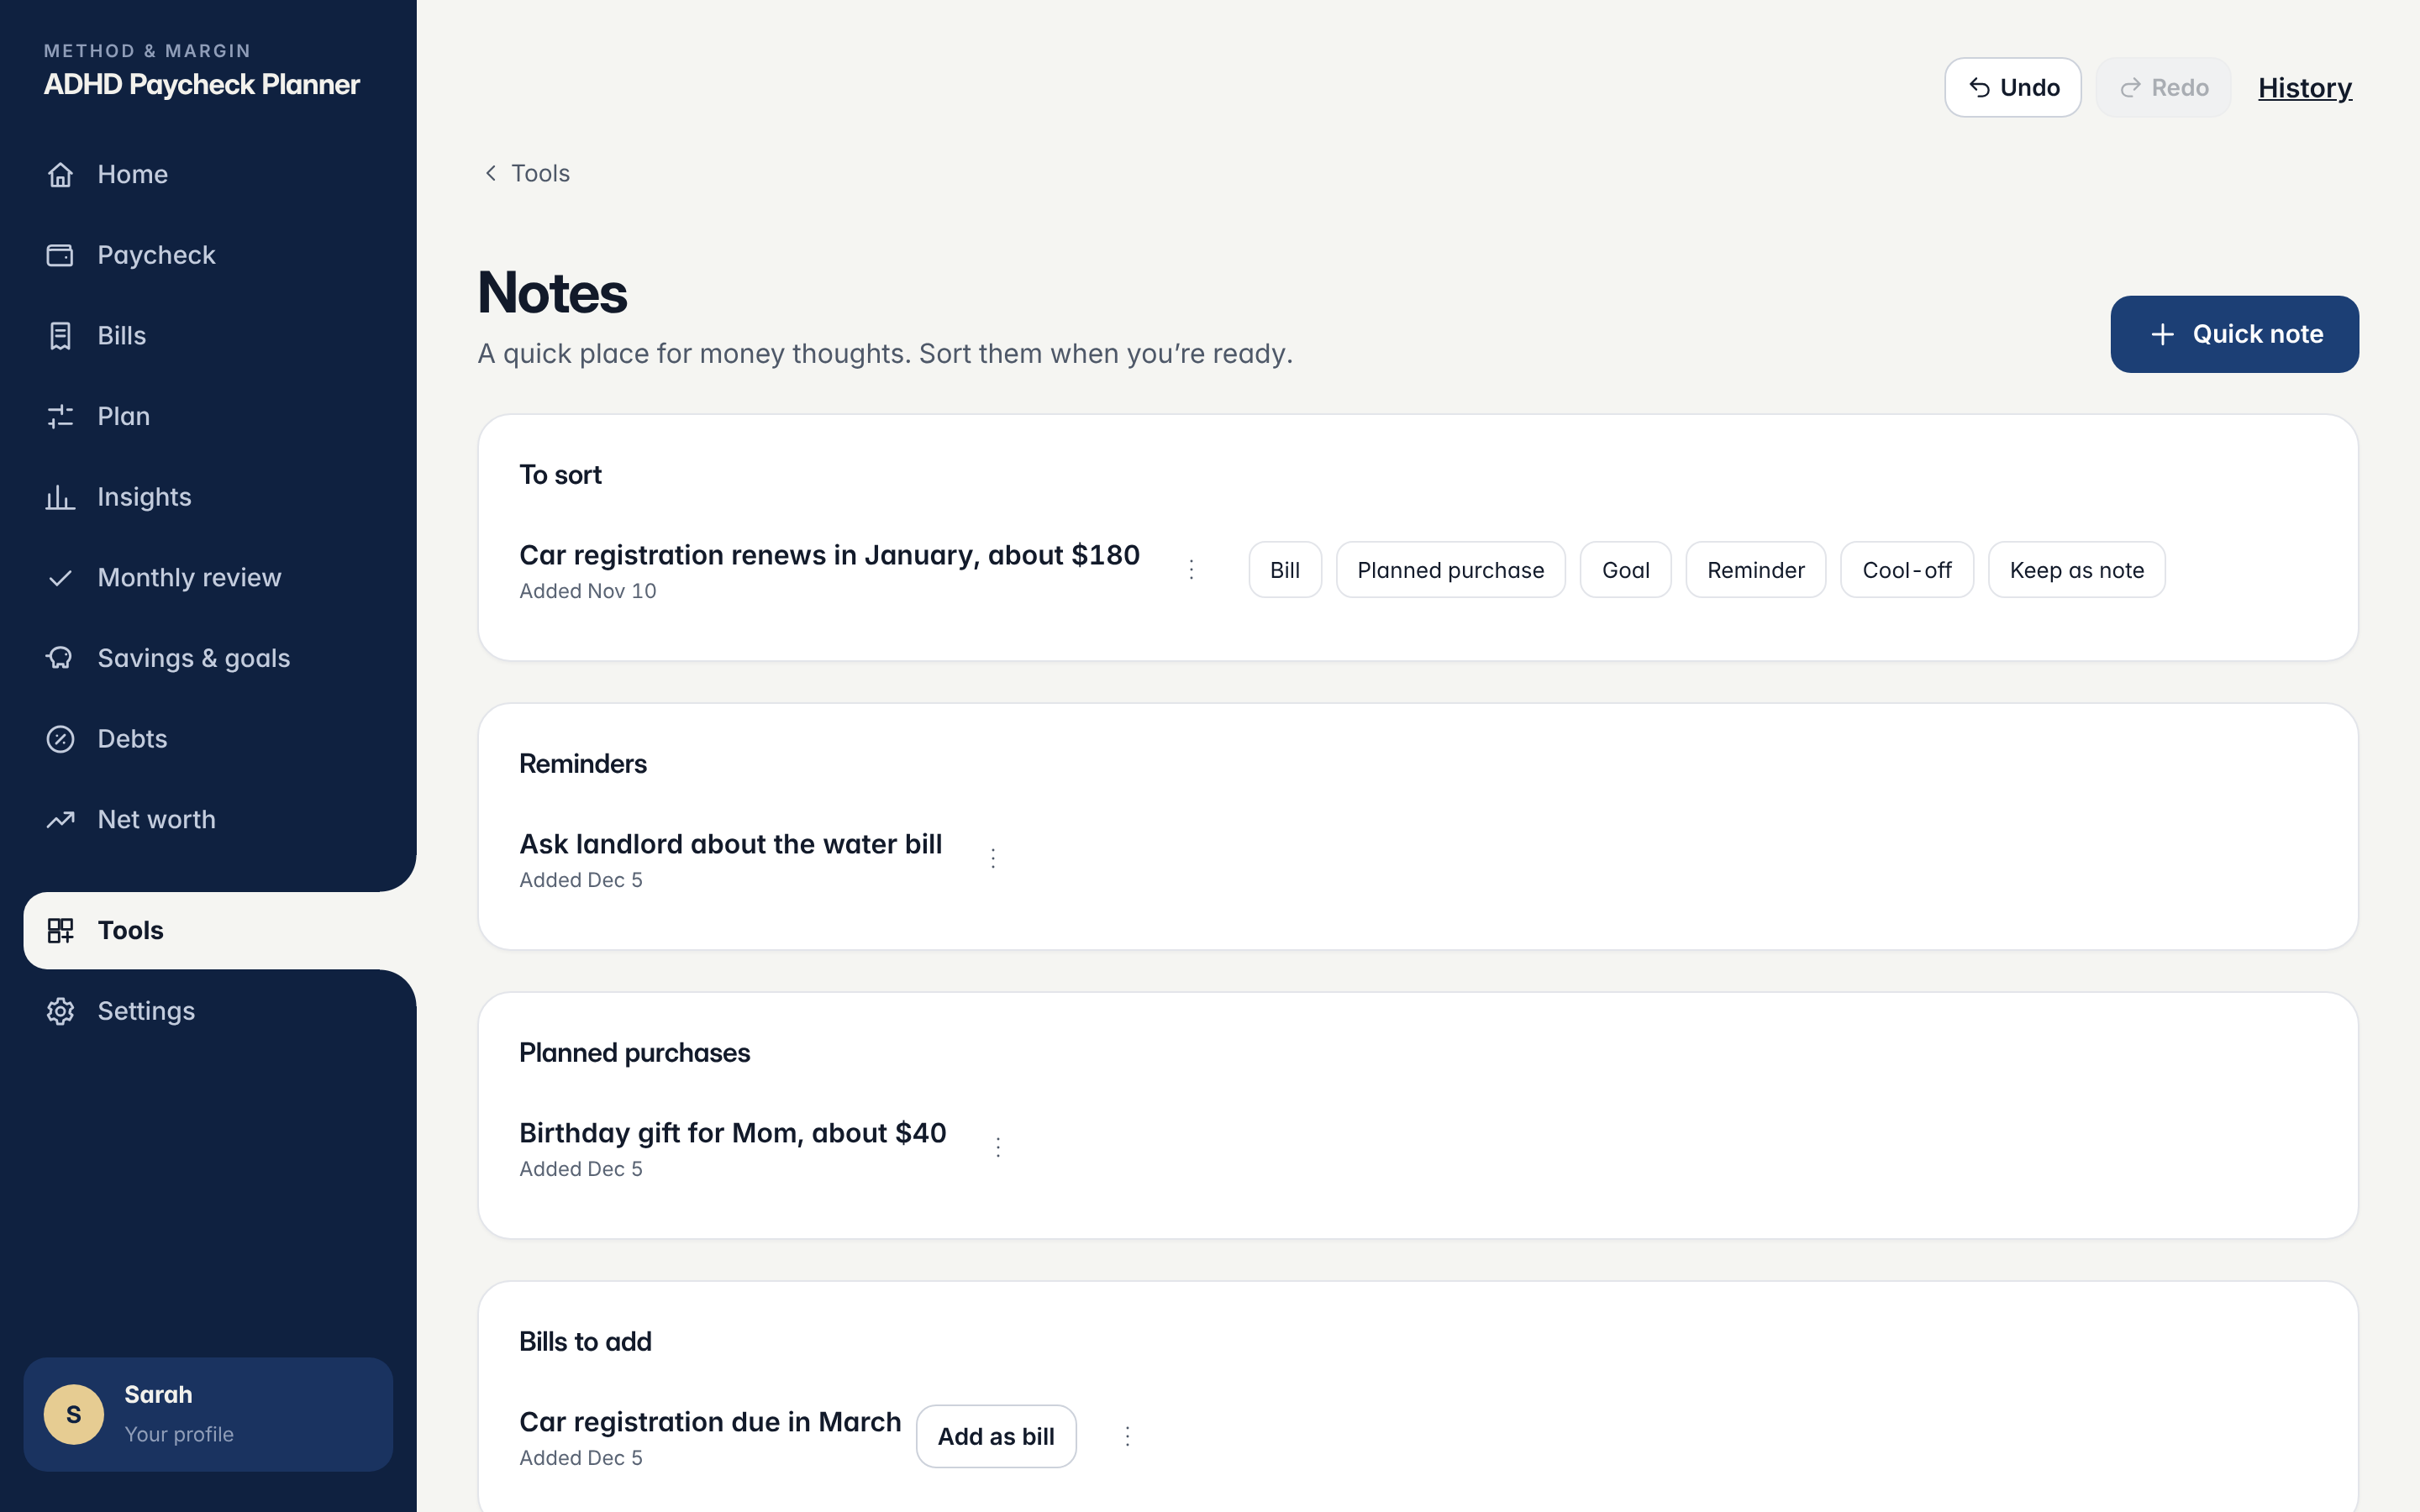 METHOD & MARGIN
ADHD Paycheck Planner
Home
Paycheck
Bills
Plan
Insights
Monthly review
Savings & goals
Debts
Net worth
Tools
Settings
S
Sarah
Your profile
Undo
Redo
History
Tools
Notes
A quick place for money thoughts. Sort them when you’re ready.
Quick note
To sort
Car registration renews in January, about $180
Added Nov 10
Bill
Planned purchase
Goal
Reminder
Cool-off
Keep as note
Reminders
Ask landlord about the water bill
Added Dec 5
Planned purchases
Birthday gift for Mom, about $40
Added Dec 5
Bills to add
Car registration due in March
Added Dec 5
Add as bill